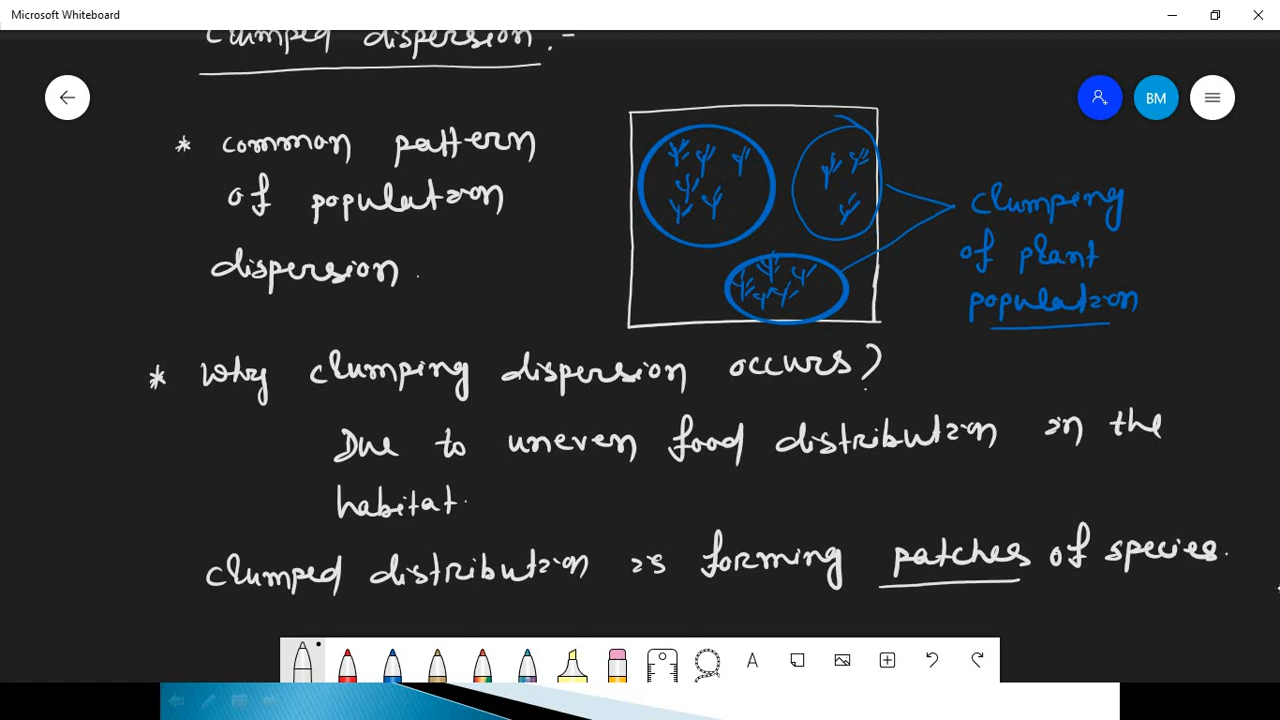 Microsoft Whiteboard
clumped dispersion :-
BM
* common pattern
of population
dispersion.
clumping
of plant
population
* why clumping dispersion occurs?
Due to uneven food distribution in the
habitat.
clumped distribution is forming patches of species.
A